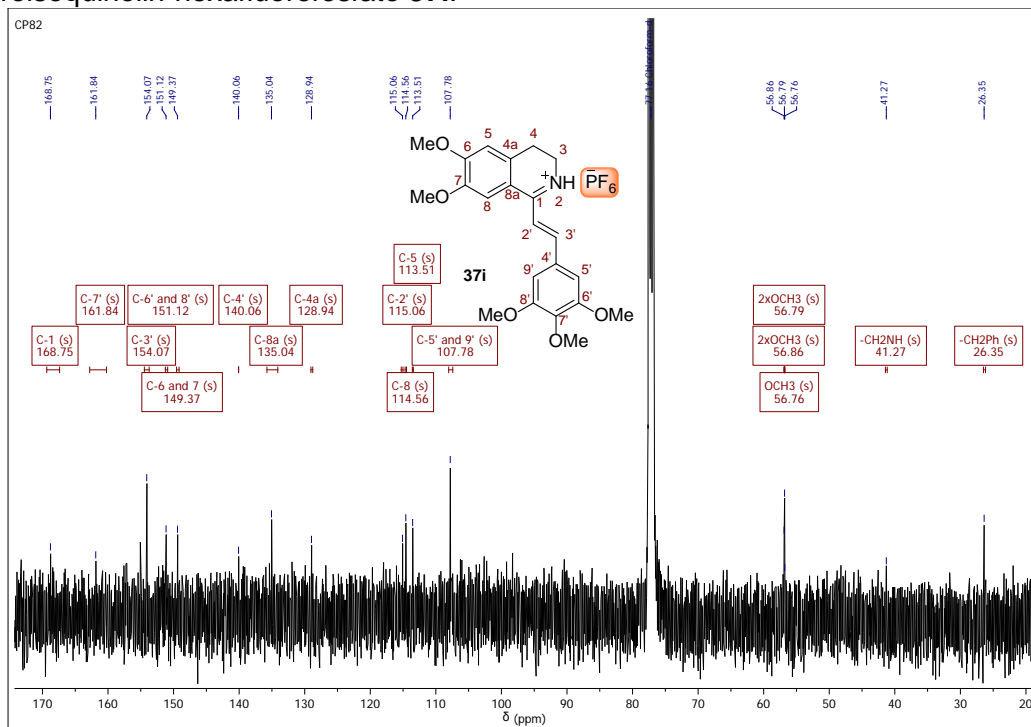 CP82
168.75
161.84
154.07
151.12
149.37
140.06
135.04
128.94
115.06
114.56
113.51
107.78
77.16 Chloroform-d
56.86
56.79
56.76
41.27
26.35
MeO
MeO
5
6
7
8
4a
8a
4
3
NH
+
2
1
PF6
2'
3'
4'
9'
5'
8'
6'
7'
MeO
OMe
OMe
37i
C-5 (s)
113.51
C-7' (s)
161.84
C-6' and 8' (s)
151.12
C-4' (s)
140.06
C-4a (s)
128.94
C-2' (s)
115.06
2xOCH3 (s)
56.79
C-1 (s)
168.75
C-3' (s)
154.07
C-8a (s)
135.04
C-5' and 9' (s)
107.78
2xOCH3 (s)
56.86
-CH2NH (s)
41.27
-CH2Ph (s)
26.35
C-6 and 7 (s)
149.37
C-8 (s)
114.56
OCH3 (s)
56.76
170 160 150 140 130 120 110 100 90 80 70 60 50 40 30 20
δ (ppm)